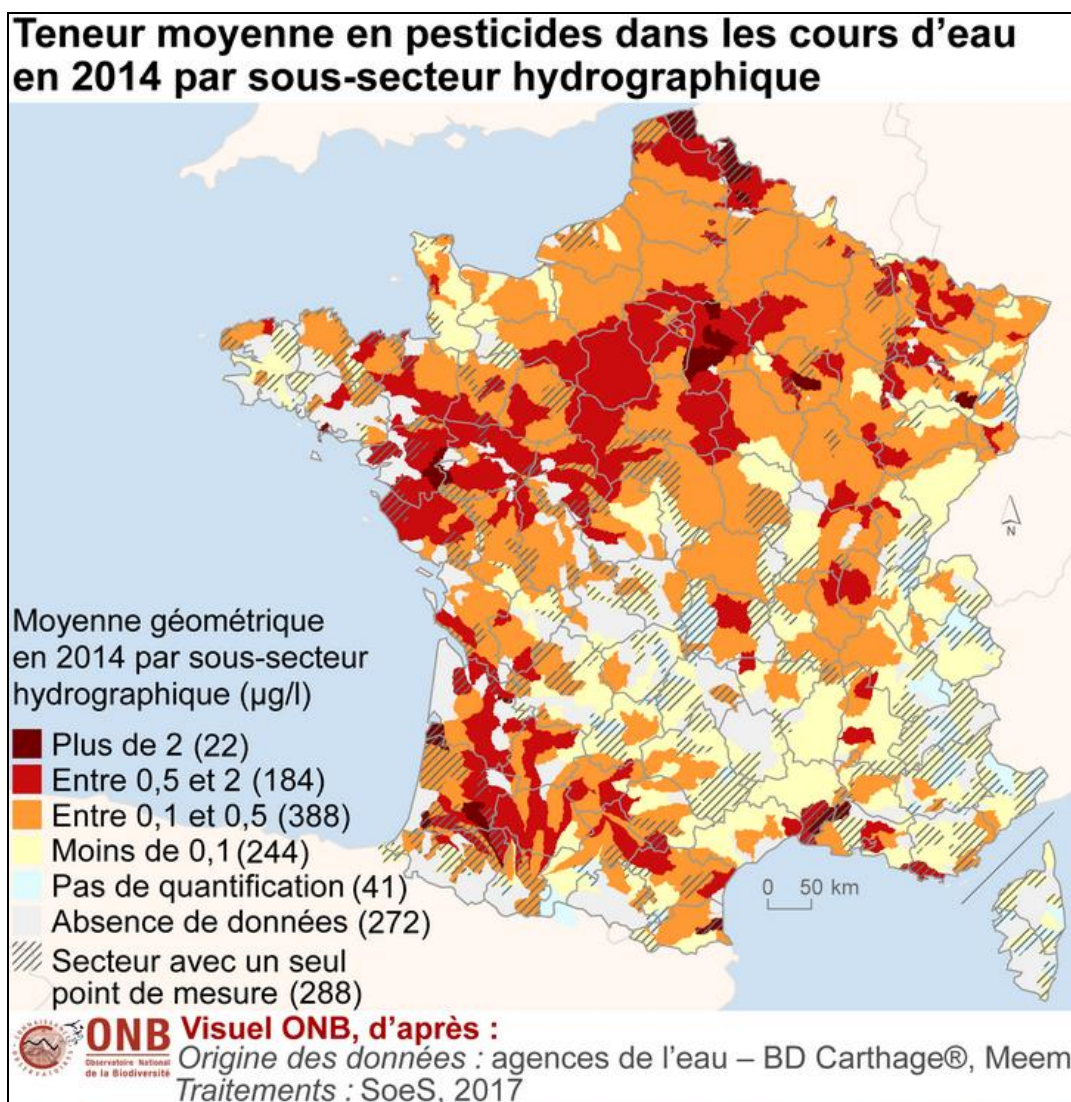 Teneur moyenne en pesticides dans les cours d'eau
en 2014 par sous-secteur hydrographique
N
Moyenne géométrique
en 2014 par sous-secteur
hydrographique (µg/l)
Plus de 2 (22)
Entre 0,5 et 2 (184)
Entre 0,1 et 0,5 (388)
Moins de 0,1 (244)
Pas de quantification (41)
Absence de données (272)
Secteur avec un seul
point de mesure (288)
0 50 km
ONB
Observatoire National
de la Biodiversité
Visuel ONB, d'après :
Origine des données : agences de l'eau – BD Carthage®, Meem
Traitements : SoeS, 2017